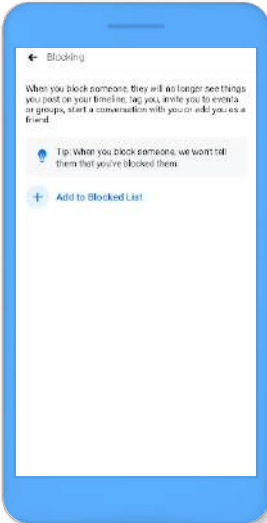 Blocking
When you block someone, they will no longer see things
you post on your timeline, tag you, invite you to events
or groups, start a conversation with you or add you as a
friend.
Tip: When you block someone, we won't tell
them that you've blocked them.
Add to Blocked List